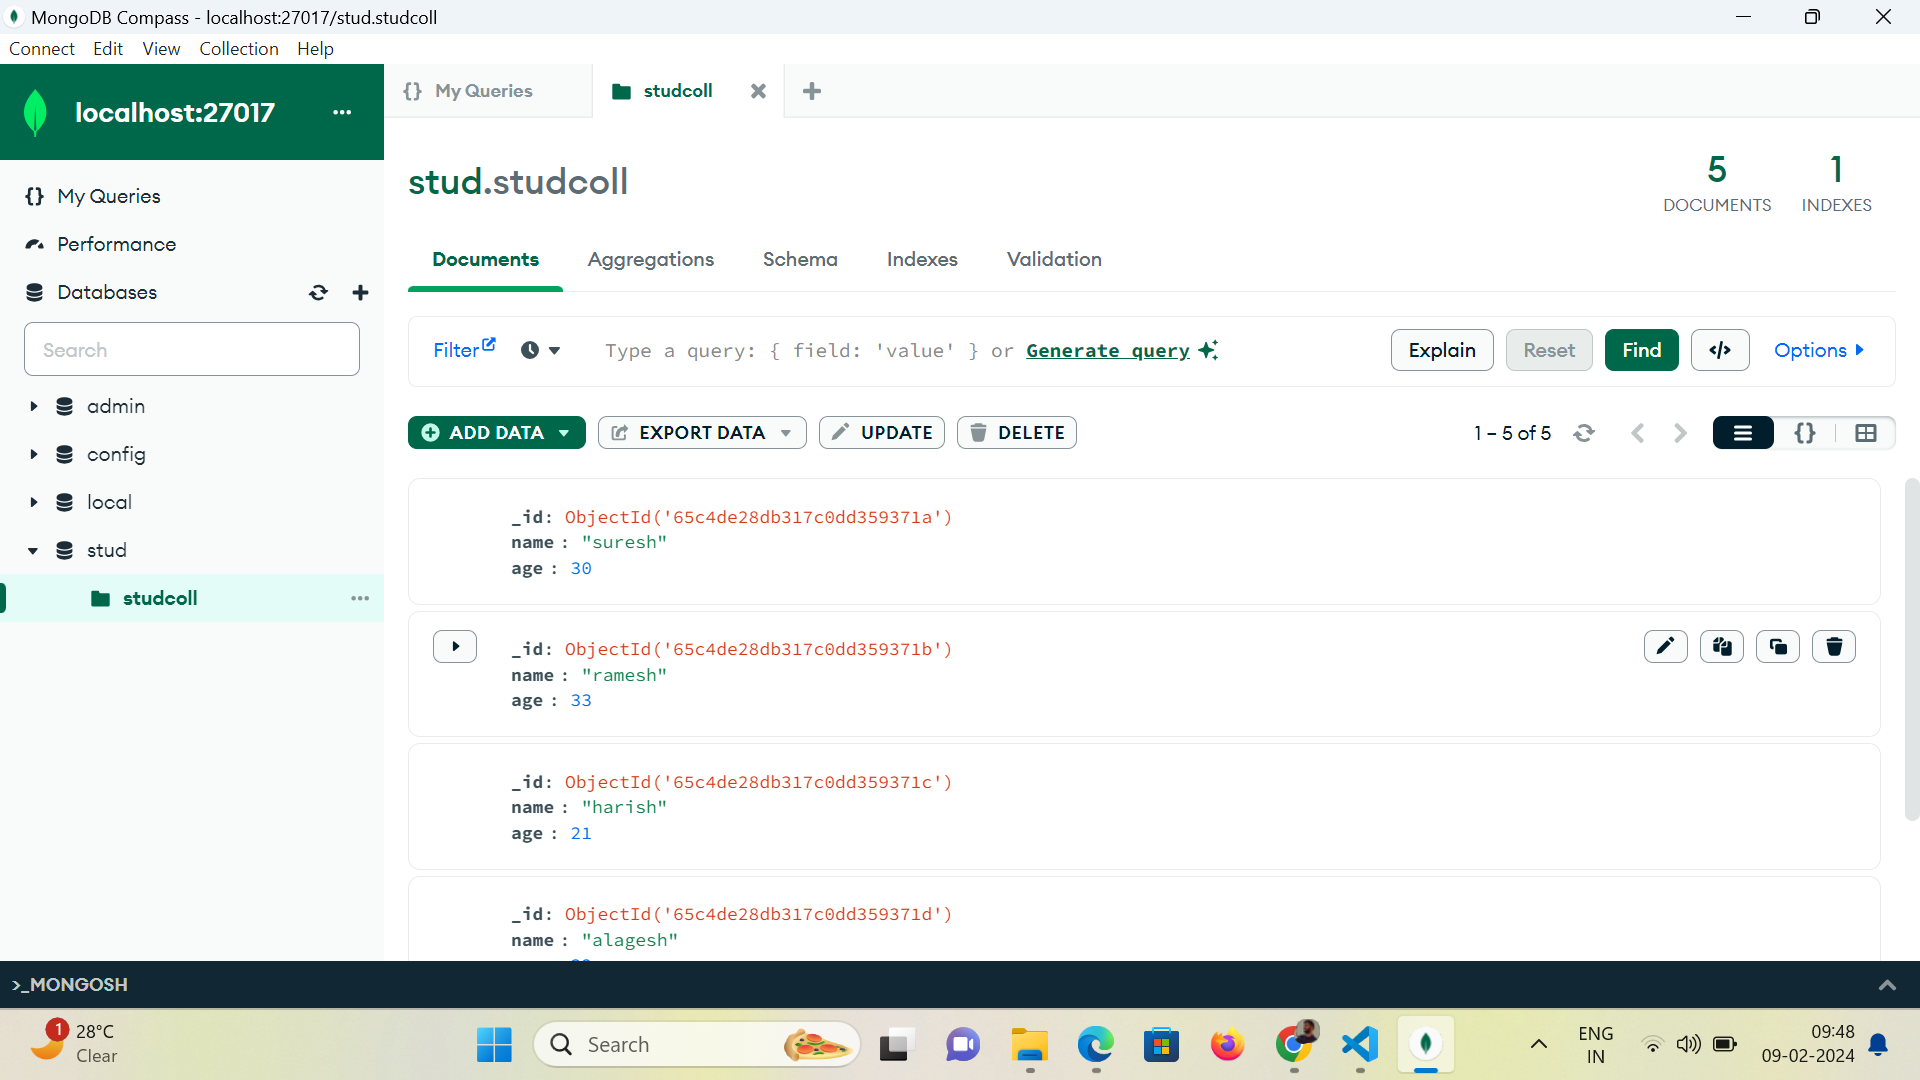 MongoDB Compass - localhost:27017/stud.studcoll
Connect Edit View Collection Help
localhost:27017 ...
{} My Queries
studcoll
My Queries
Performance
Databases
Search
admin
config
local
stud
studcoll ...
stud.studcoll
5
DOCUMENTS
1
INDEXES
Documents Aggregations Schema Indexes Validation
Filter Type a query: { field: 'value' } or Generate query Explain Reset Find </> Options
ADD DATA EXPORT DATA UPDATE DELETE 1 – 5 of 5 {}
_id: ObjectId('65c4de28db317c0dd359371a')
name : "suresh"
age : 30
_id: ObjectId('65c4de28db317c0dd359371b')
name : "ramesh"
age : 33
_id: ObjectId('65c4de28db317c0dd359371c')
name : "harish"
age : 21
_id: ObjectId('65c4de28db317c0dd359371d')
name : "alagesh"
>_MONGOSH
1
28°C
Clear
Search
ENG
IN
09:48
09-02-2024